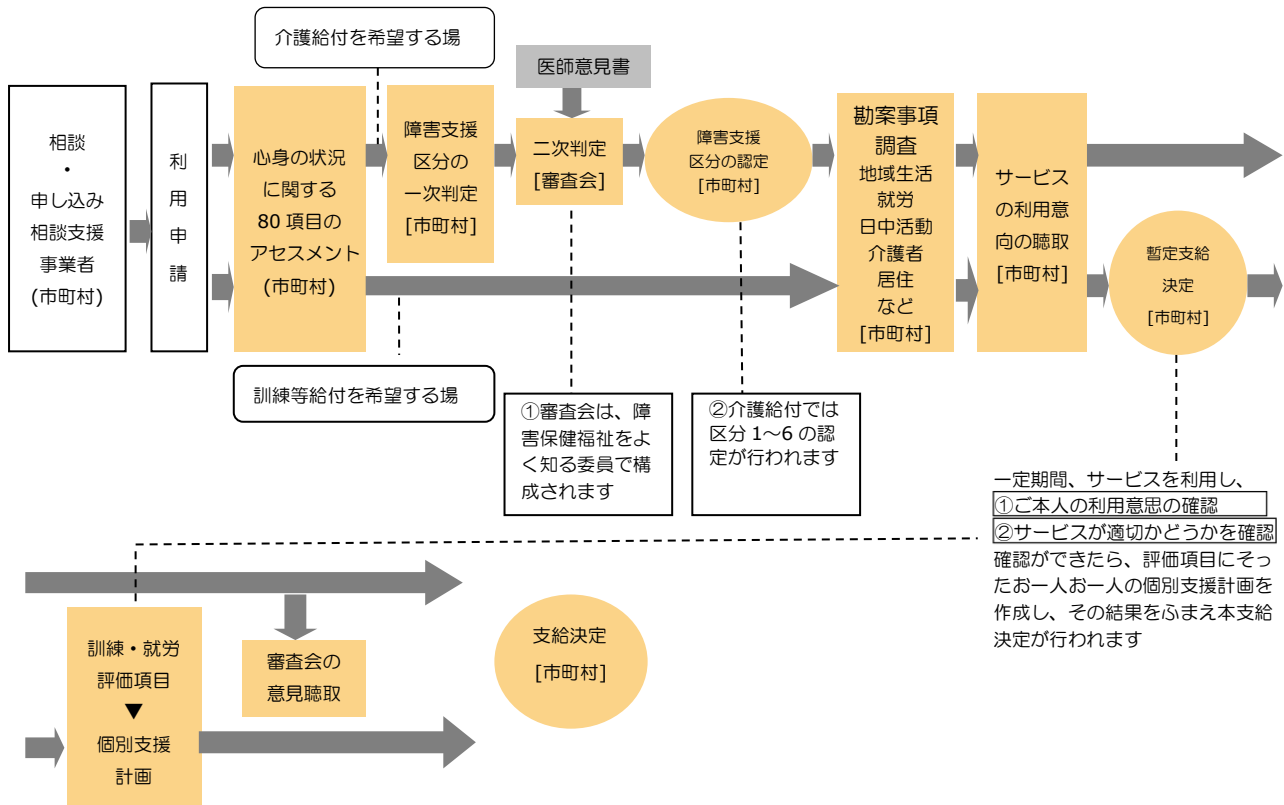 介護給付を希望する場
医師意見書
相談
・
申し込み
相談支援
事業者
(市町村)
利
用
申
請
心身の状況
に関する
80 項目の
アセスメント
(市町村)
障害支援
区分の
一次判定
[市町村]
二次判定
[審査会]
障害支援
区分の認定
[市町村]
勘案事項
調査
地域生活
就労
日中活動
介護者
居住
など
[市町村]
サービス
の利用意
向の聴取
[市町村]
暫定支給
決定
[市町村]
訓練等給付を希望する場
①審査会は、障
害保健福祉をよ
く知る委員で構
成されます
②介護給付では
区分 1～6 の認
定が行われます
一定期間、サービスを利用し、
①ご本人の利用意思の確認
②サービスが適切かどうかを確認
確認ができたら、評価項目にそっ
たお一人お一人の個別支援計画を
作成し、その結果をふまえ本支給
決定が行われます
訓練・就労
評価項目
▼
個別支援
計画
審査会の
意見聴取
支給決定
[市町村]